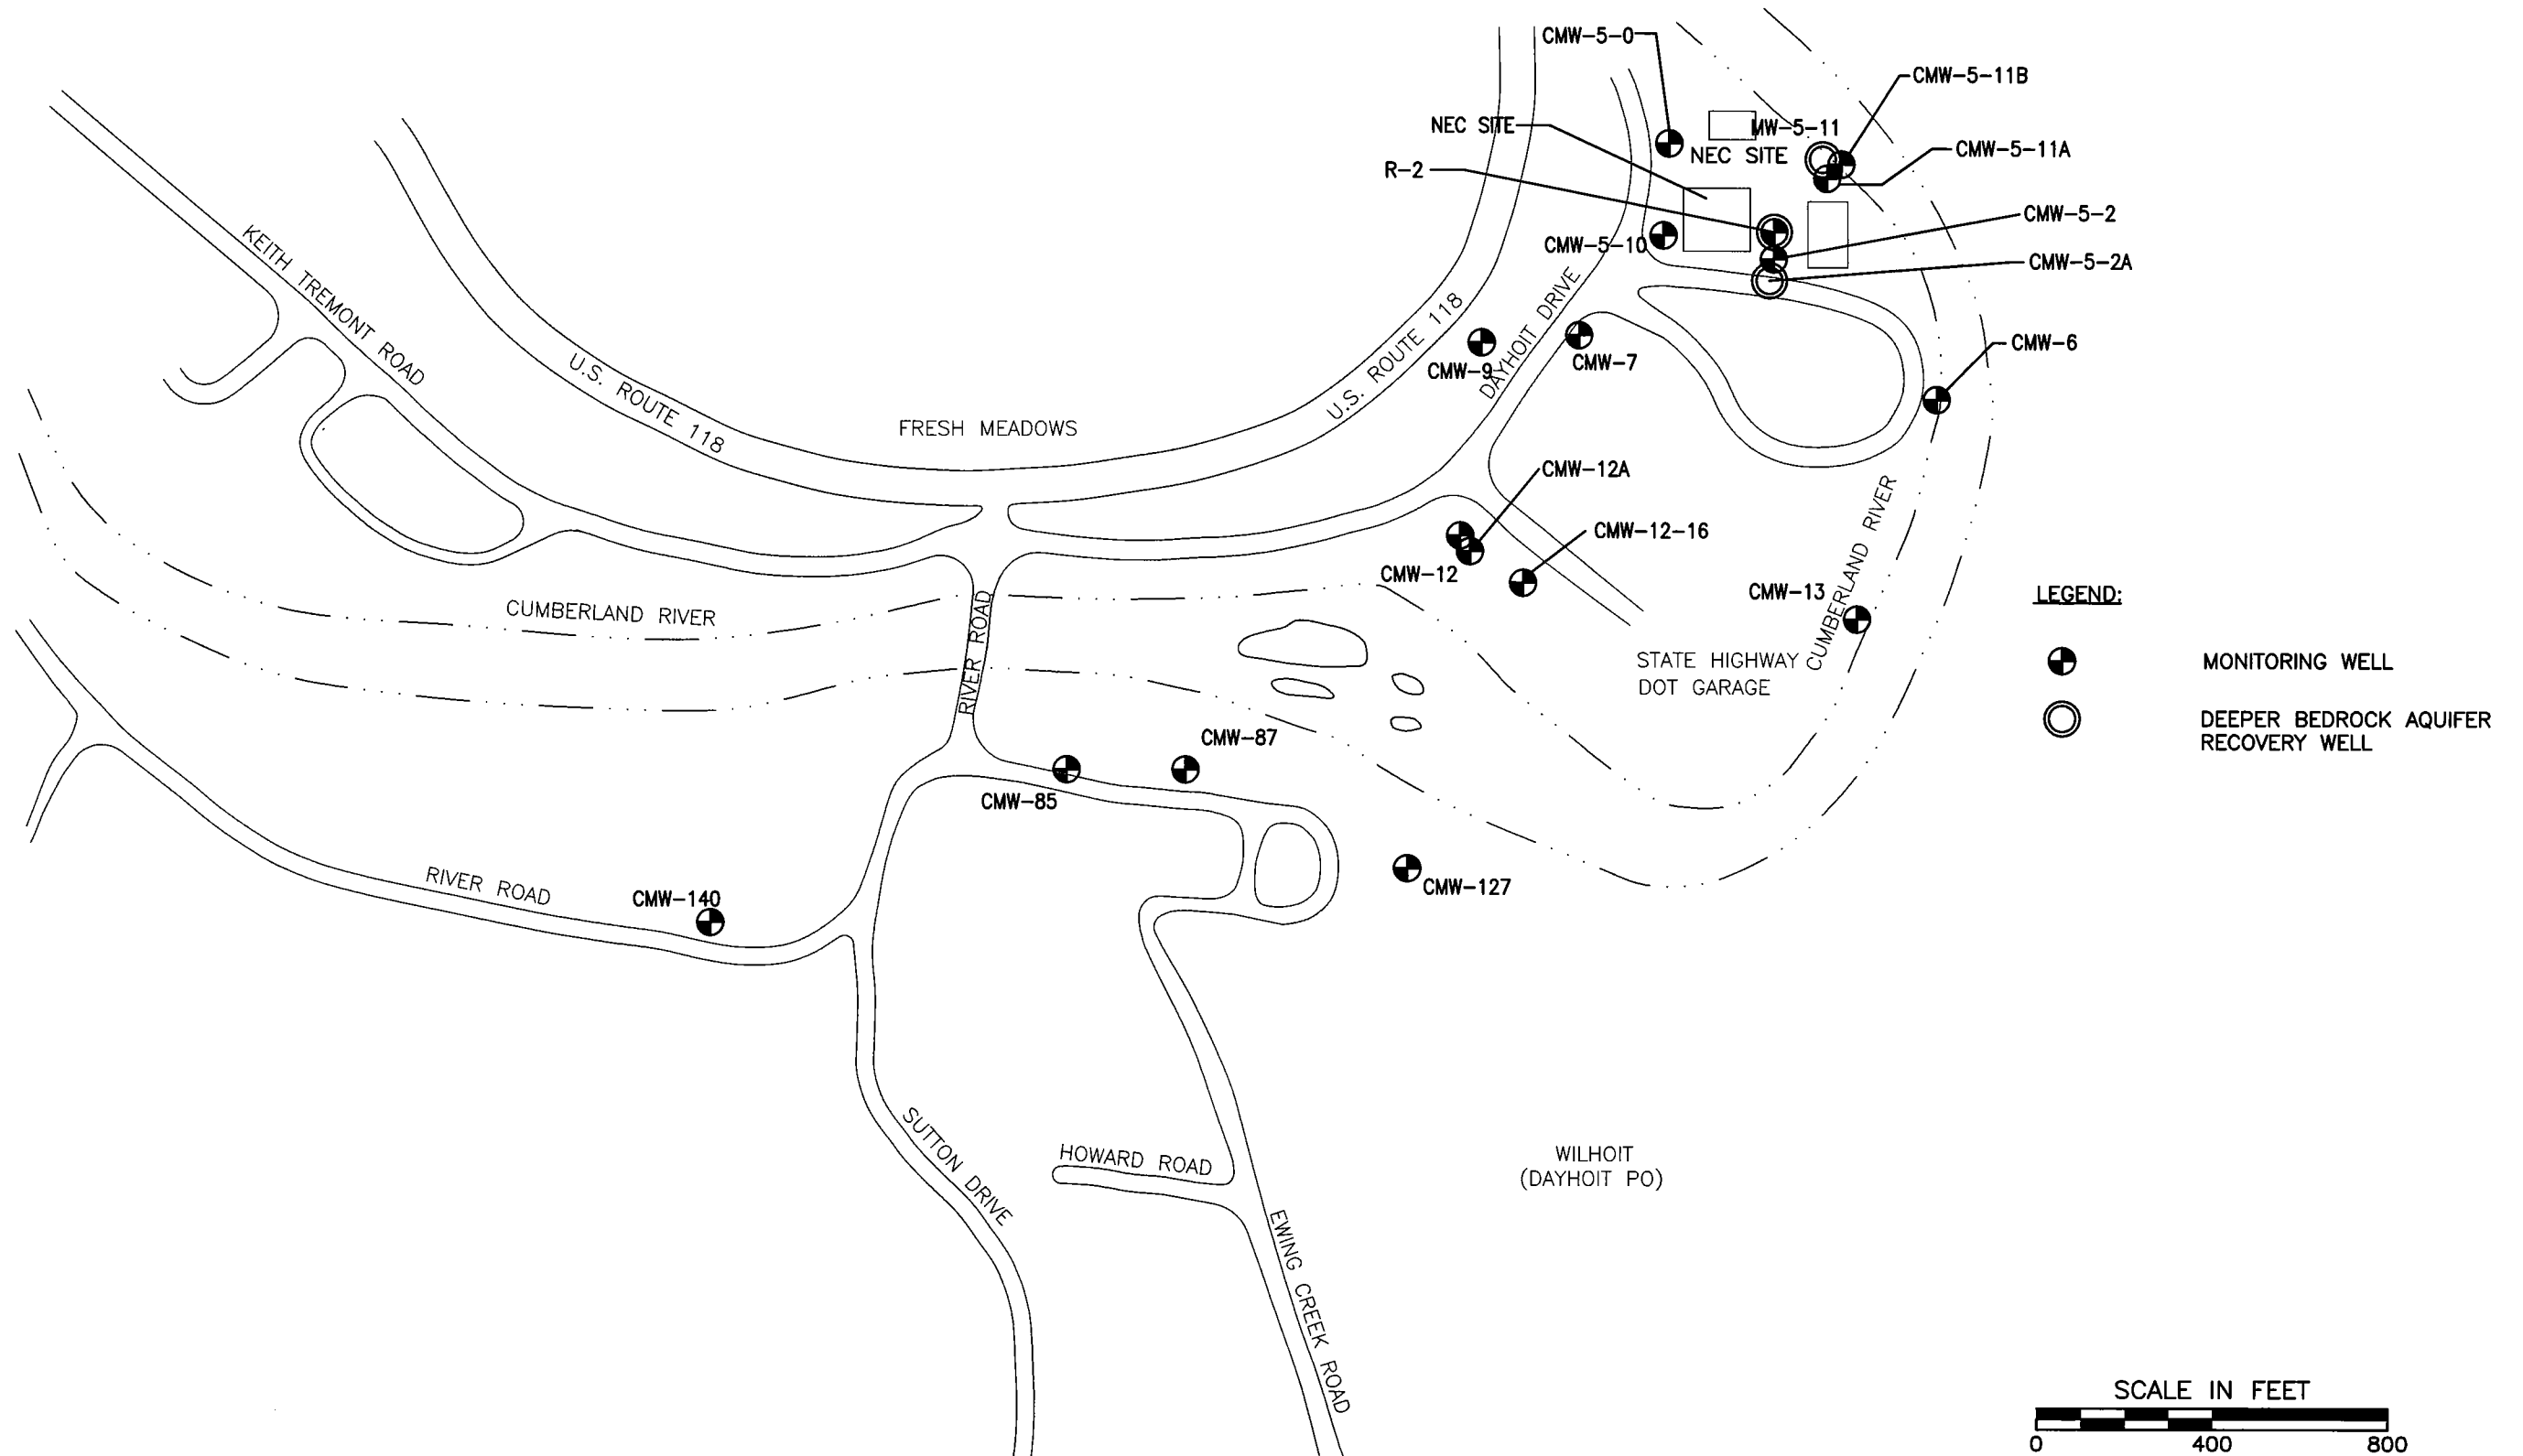 CMW-5-0
CMW-5-11B
NEC SITE
MW-5-11
CMW-5-11A
NEC SITE
R-2
CMW-5-2
CMW-5-10
CMW-5-2A
KEITH TREMONT ROAD
U.S. ROUTE 118
U.S. ROUTE 118
DAYHOIT DRIVE
CMW-9
CMW-7
CMW-6
FRESH MEADOWS
CMW-12A
CMW-12-16
CMW-12
CMW-13
CUMBERLAND RIVER
CUMBERLAND RIVER
RIVER ROAD
STATE HIGHWAY
DOT GARAGE
LEGEND:
MONITORING WELL
DEEPER BEDROCK AQUIFER
RECOVERY WELL
CMW-87
CMW-85
RIVER ROAD
CMW-140
CMW-127
SUTTON DRIVE
HOWARD ROAD
WILHOIT
(DAYHOIT PO)
EWING CREEK ROAD
SCALE IN FEET
0 400 800